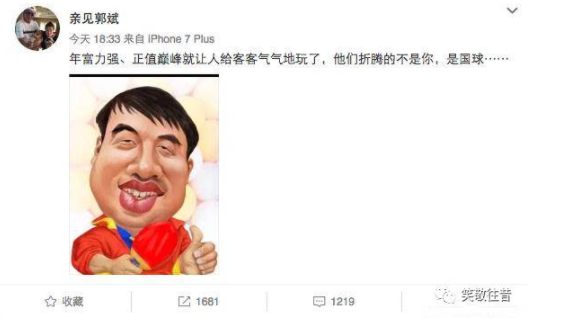 亲见郭斌
今天 18:33 来自 iPhone 7 Plus
年富力强、正值巅峰就让人给客客气气地玩了，他们折腾的不是你，是国球……
收藏
1681
1219
笑敬往昔